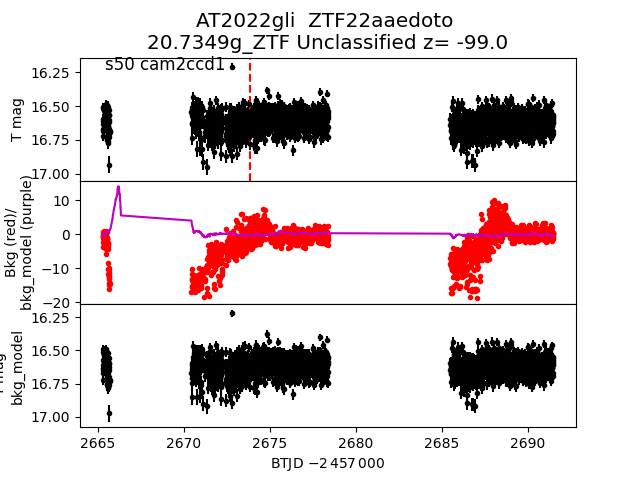 AT2022gli ZTF22aaedoto
20.7349g_ZTF Unclassified z= -99.0
s50 cam2ccd1
T mag
16.25
16.50
16.75
17.00
Bkg (red)/
bkg_model (purple)
10
0
−10
−20
bkg_model
16.25
16.50
16.75
17.00
2665 2670 2675 2680 2685 2690
BTJD −2 457 000